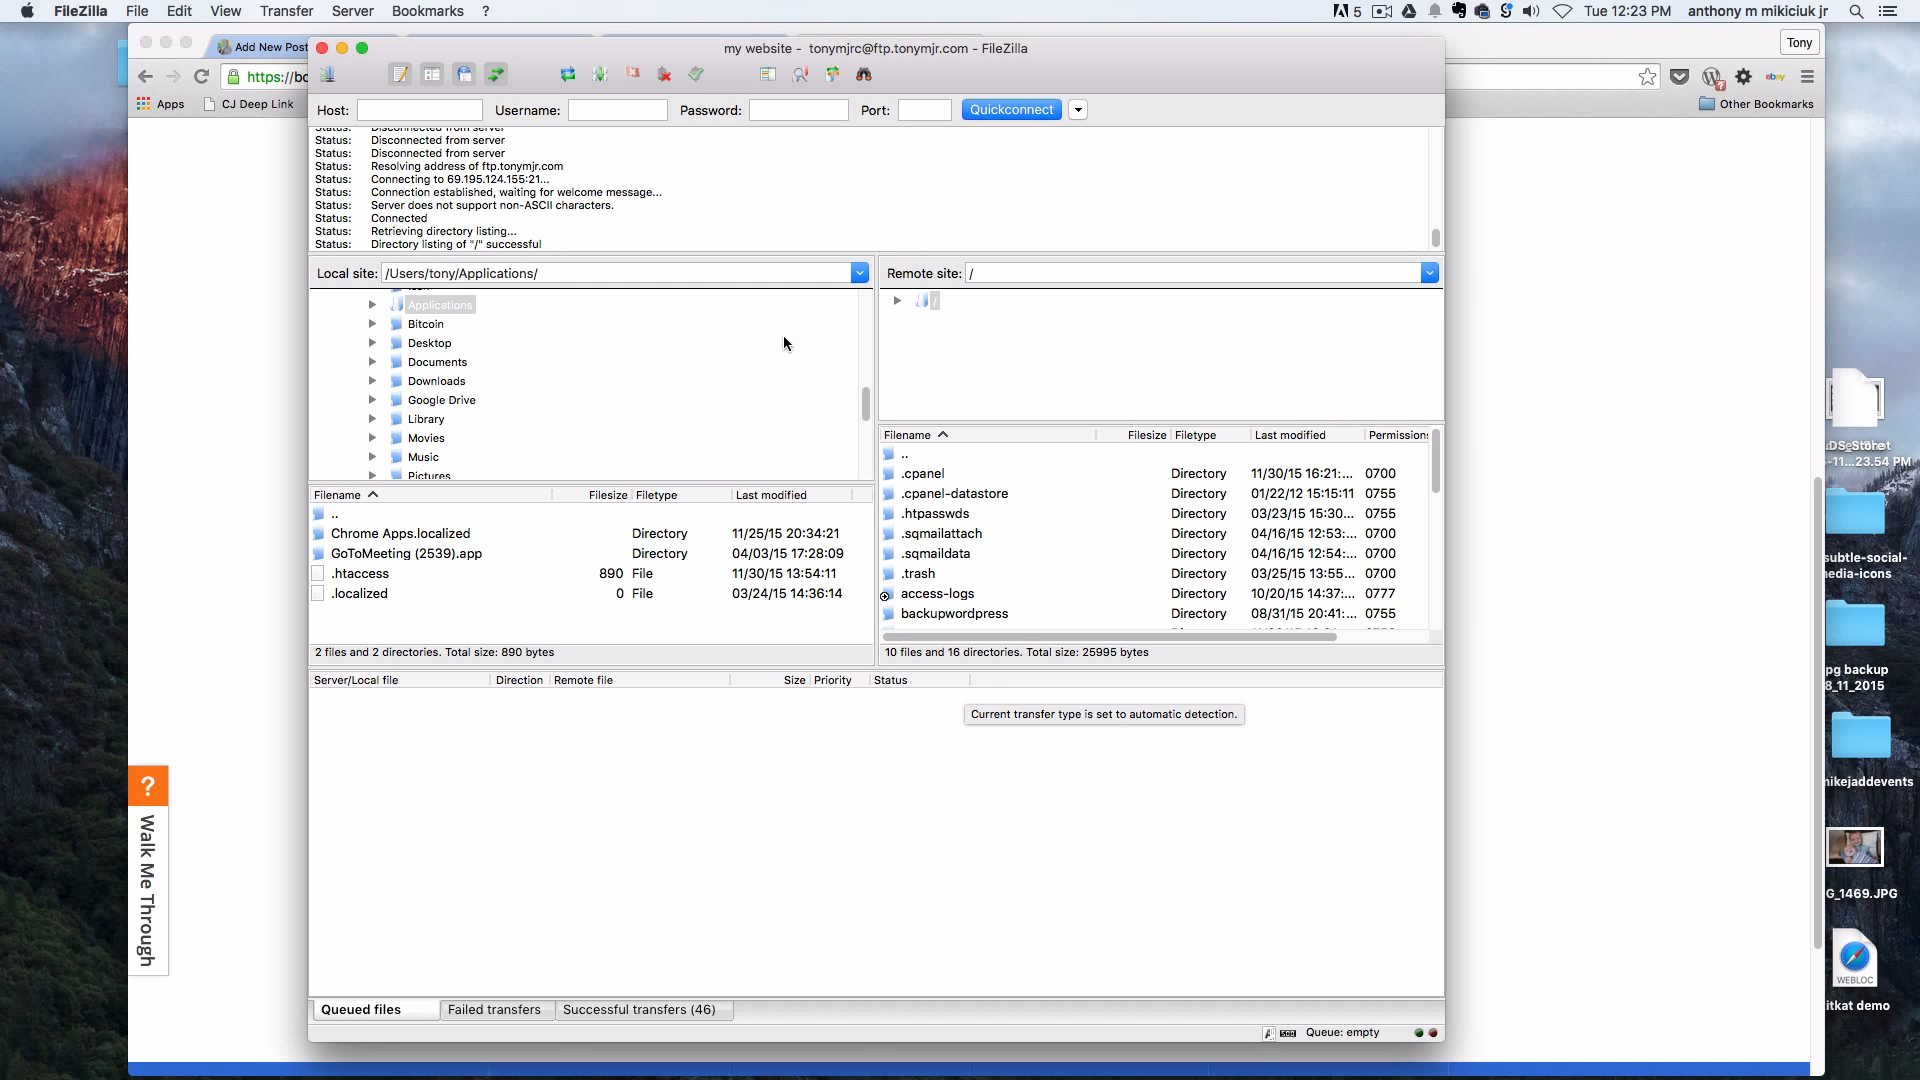 FileZilla File Edit View Transfer Server Bookmarks ? 5 Tue 12:23 PM anthony m mikiciuk jr
Add New Post
my website - tonymjrc@ftp.tonymjr.com - FileZilla
Tony
https://bo
ebay
Apps CJ Deep Link
Other Bookmarks
Host: Username: Password: Port: Quickconnect
Status: Disconnected from server
Status: Disconnected from server
Status: Disconnected from server
Status: Resolving address of ftp.tonymjr.com
Status: Connecting to 69.195.124.155:21...
Status: Connection established, waiting for welcome message...
Status: Server does not support non-ASCII characters.
Status: Connected
Status: Retrieving directory listing...
Status: Directory listing of "/" successful
Local site: /Users/tony/Applications/
Applications
Bitcoin
Desktop
Documents
Downloads
Google Drive
Library
Movies
Music
Pictures
Filename Filesize Filetype Last modified
..
Chrome Apps.localized Directory 11/25/15 20:34:21
GoToMeeting (2539).app Directory 04/03/15 17:28:09
.htaccess 890 File 11/30/15 13:54:11
.localized 0 File 03/24/15 14:36:14
2 files and 2 directories. Total size: 890 bytes
Remote site: /
/
Filename Filesize Filetype Last modified Permissions
..
.cpanel Directory 11/30/15 16:21:... 0700
.cpanel-datastore Directory 01/22/12 15:15:11 0755
.htpasswds Directory 03/23/15 15:30... 0755
.sqmailattach Directory 04/16/15 12:53:... 0700
.sqmaildata Directory 04/16/15 12:54:... 0700
.trash Directory 03/25/15 13:55... 0700
access-logs Directory 10/20/15 14:37:... 0777
backupwordpress Directory 08/31/15 20:41:... 0755
10 files and 16 directories. Total size: 25995 bytes
Server/Local file Direction Remote file Size Priority Status
Current transfer type is set to automatic detection.
Queued files Failed transfers Successful transfers (46)
Queue: empty
?
Walk Me Through
-11...23.54 PM
subtle-social-
media-icons
pg backup
8_11_2015
mikejaddevents
G_1469.JPG
WEBLOC
itkat demo